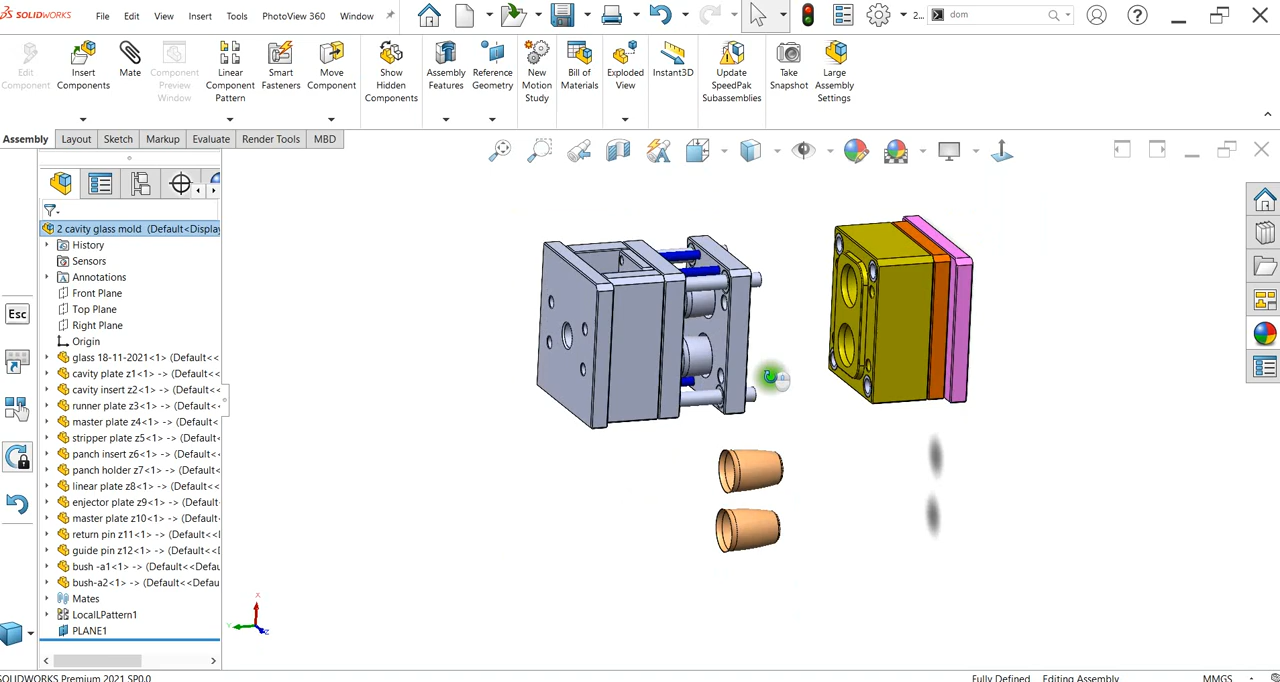 SOLIDWORKS File Edit View Insert Tools PhotoView 360 Window 2... dom
Edit Component
Insert Components
Mate
Component Preview Window
Linear Component Pattern
Smart Fasteners
Move Component
Show Hidden Components
Assembly Features
Reference Geometry
New Motion Study
Bill of Materials
Exploded View
Instant3D
Update SpeedPak Subassemblies
Take Snapshot
Large Assembly Settings
Assembly Layout Sketch Markup Evaluate Render Tools MBD
2 cavity glass mold (Default<Display
History
Sensors
Annotations
Front Plane
Top Plane
Right Plane
Origin
glass 18-11-2021<1> (Default<<
cavity plate z1<1> -> (Default<<
cavity insert z2<1> -> (Default<
runner plate z3<1> -> (Default<
master plate z4<1> -> (Default<
stripper plate z5<1> -> (Default
panch insert z6<1> -> (Default<
panch holder z7<1> -> (Default
linear plate z8<1> -> (Default<<
enjector plate z9<1> -> (Default
master plate z10<1> -> (Default
return pin z11<1> -> (Default<<
guide pin z12<1> -> (Default<<
bush -a1<1> -> (Default<<Defau
bush-a2<1> -> (Default<<Defau
Mates
LocalLPattern1
PLANE1
Esc
X
Y
Z
SOLIDWORKS Premium 2021 SP0.0 Fully Defined Editing Assembly MMGS